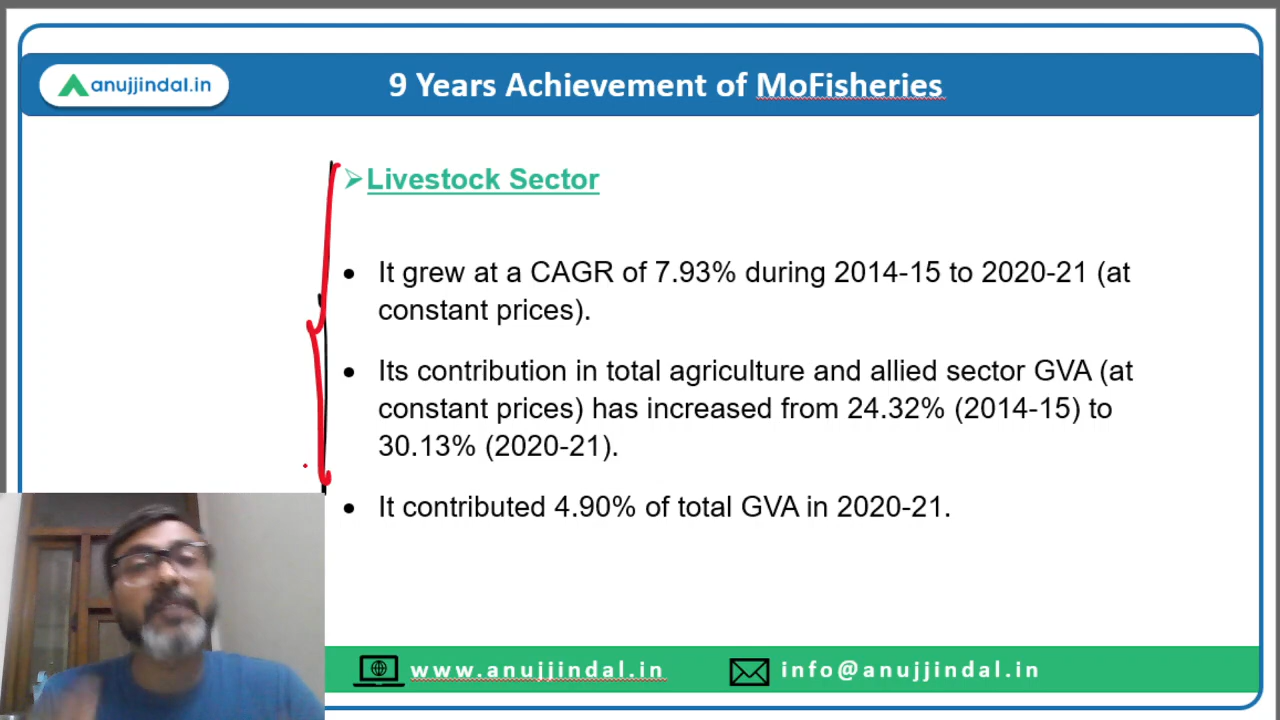 anujjindal.in
9 Years Achievement of MoFisheries
Livestock Sector
It grew at a CAGR of 7.93% during 2014-15 to 2020-21 (at
constant prices).
Its contribution in total agriculture and allied sector GVA (at
constant prices) has increased from 24.32% (2014-15) to
30.13% (2020-21).
It contributed 4.90% of total GVA in 2020-21.
www.anujjindal.in
info@anujjindal.in